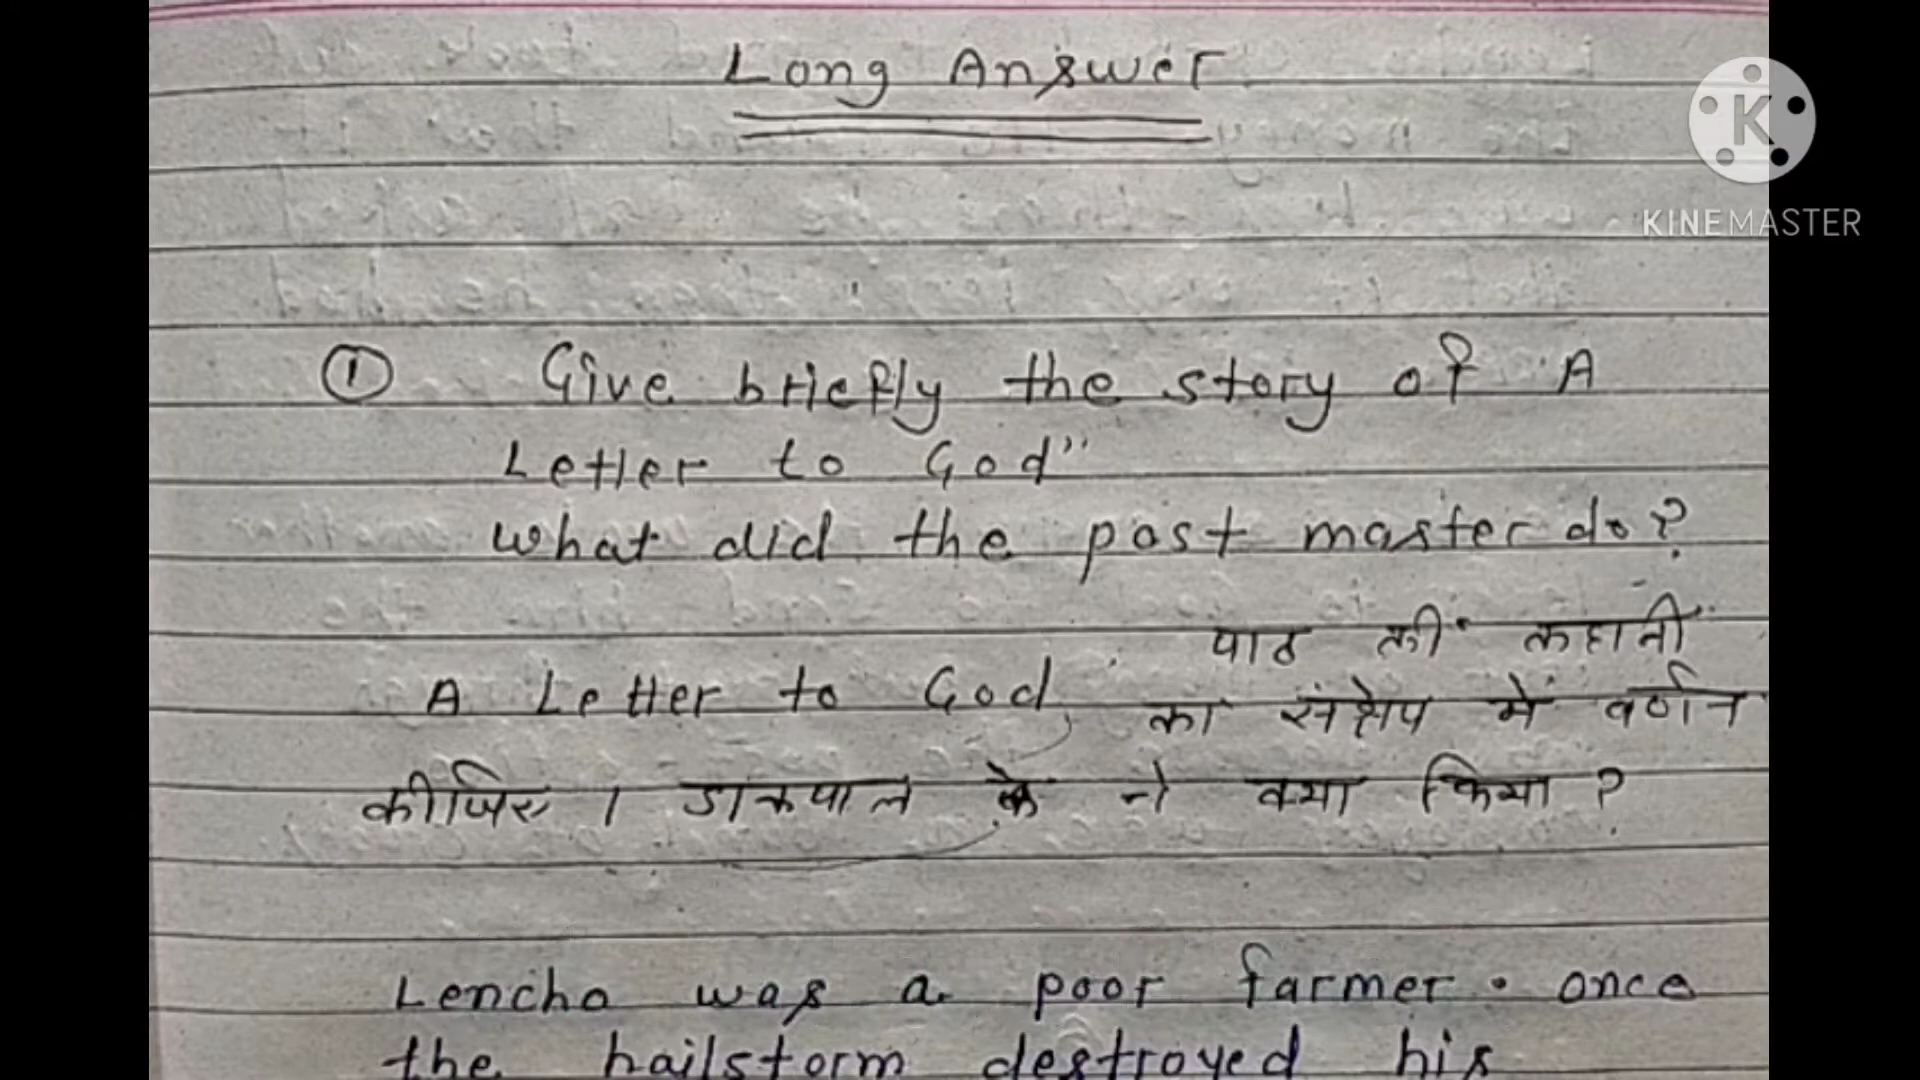 Long Answer
KINEMASTER
① Give briefly the story of A
Letter to God"
what did the post master do?
पाठ की कहानी
A Letter to God, का संक्षेप में वर्णन
कीजिए । डाकपाल के ने क्या किया ?
Lencho was a poor farmer. once
the hailstorm destroyed his